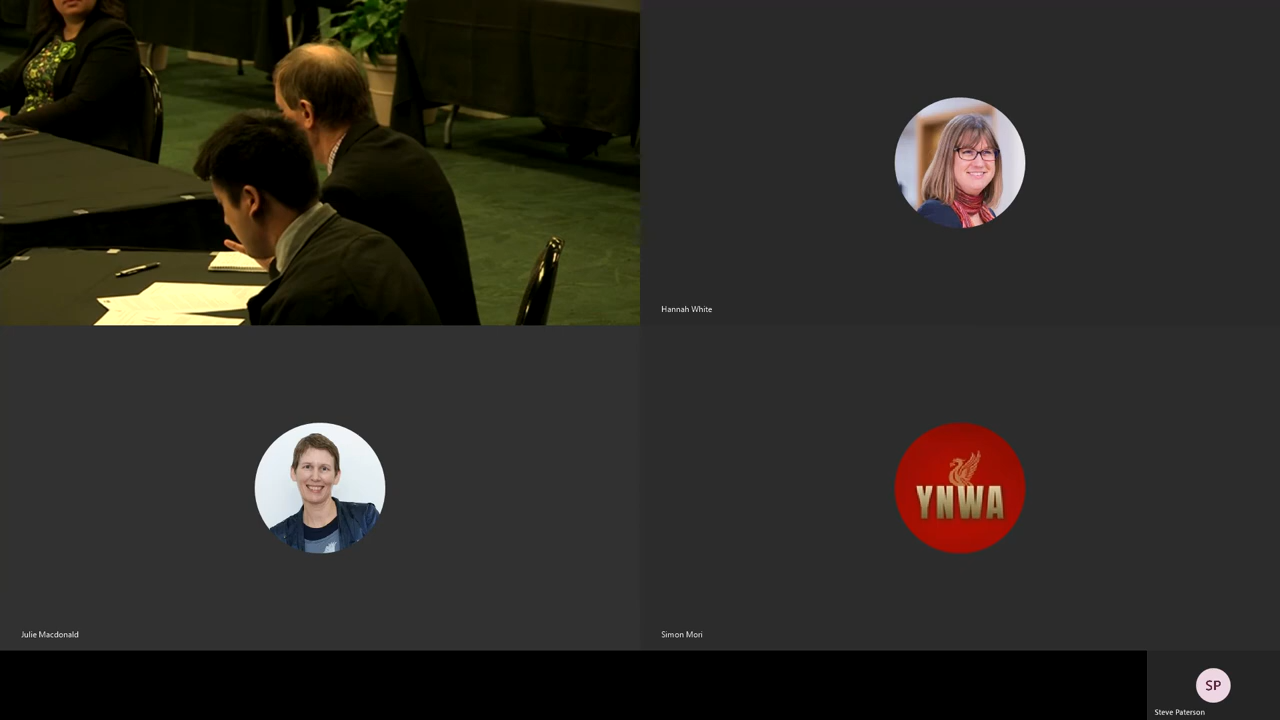 Hannah White
Julie Macdonald
YNWA
Simon Mori
SP
Steve Paterson